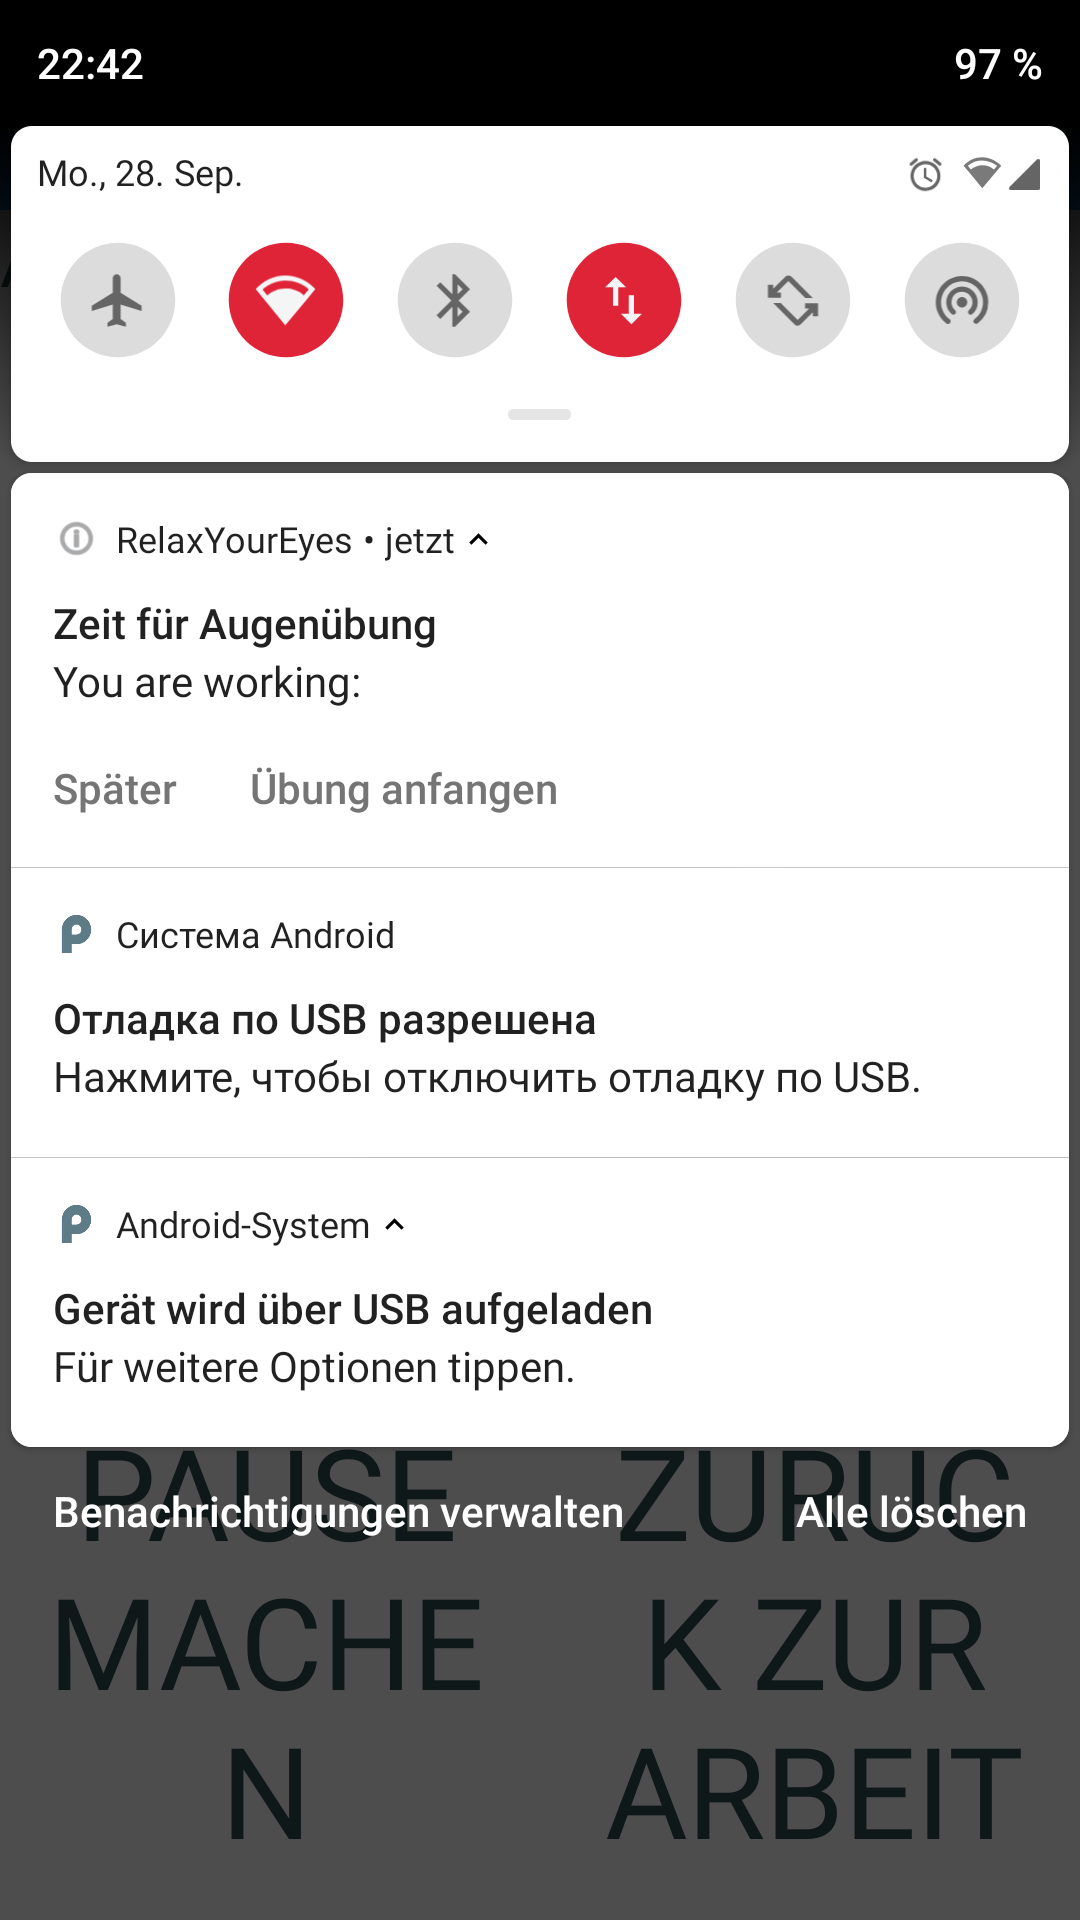 22:42 97 %
Mo., 28. Sep.
RelaxYourEyes • jetzt
Zeit für Augenübung
You are working:
Später Übung anfangen
Система Android
Отладка по USB разрешена
Нажмите, чтобы отключить отладку по USB.
Android-System
Gerät wird über USB aufgeladen
Für weitere Optionen tippen.
Benachrichtigungen verwalten Alle löschen
PAUSE
MACHE
N
ZURÜC
K ZUR
ARBEIT